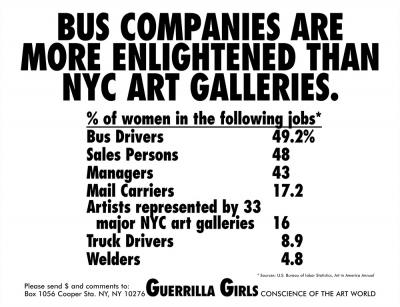 BUS COMPANIES ARE
MORE ENLIGHTENED THAN
NYC ART GALLERIES.
% of women in the following jobs*
Bus Drivers 49.2%
Sales Persons 48
Managers 43
Mail Carriers 17.2
Artists represented by 33
major NYC art galleries 16
Truck Drivers 8.9
Welders 4.8
* Sources: U.S. Bureau of labor Statistics, Art in America Annual
Please send $ and comments to:
Box 1056 Cooper Sta. NY, NY 10276 GUERRILLA GIRLS CONSCIENCE OF THE ART WORLD